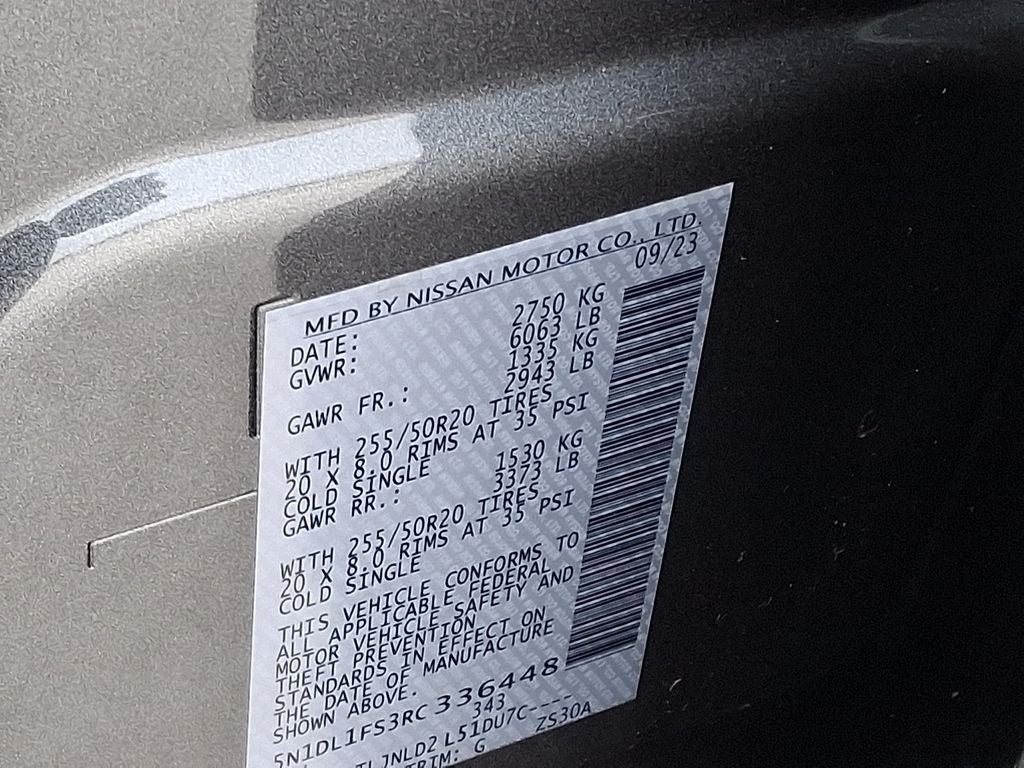 MFD BY NISSAN MOTOR CO., LTD.
DATE: 09/23
GVWR: 2750 KG
6063 LB
GAWR FR.: 1335 KG
2943 LB
WITH 255/50R20 TIRES
20 X 8.0 RIMS AT 35 PSI
COLD SINGLE
GAWR RR.: 1530 KG
3373 LB
WITH 255/50R20 TIRES
20 X 8.0 RIMS AT 35 PSI
COLD SINGLE
THIS VEHICLE CONFORMS TO
ALL APPLICABLE FEDERAL
MOTOR VEHICLE SAFETY AND
THEFT PREVENTION
STANDARDS IN EFFECT ON
THE DATE OF MANUFACTURE
SHOWN ABOVE.
5N1DL1FS3RC336448
343
TLJNLD2 L51DU7C----
TRIM: G ZS30A